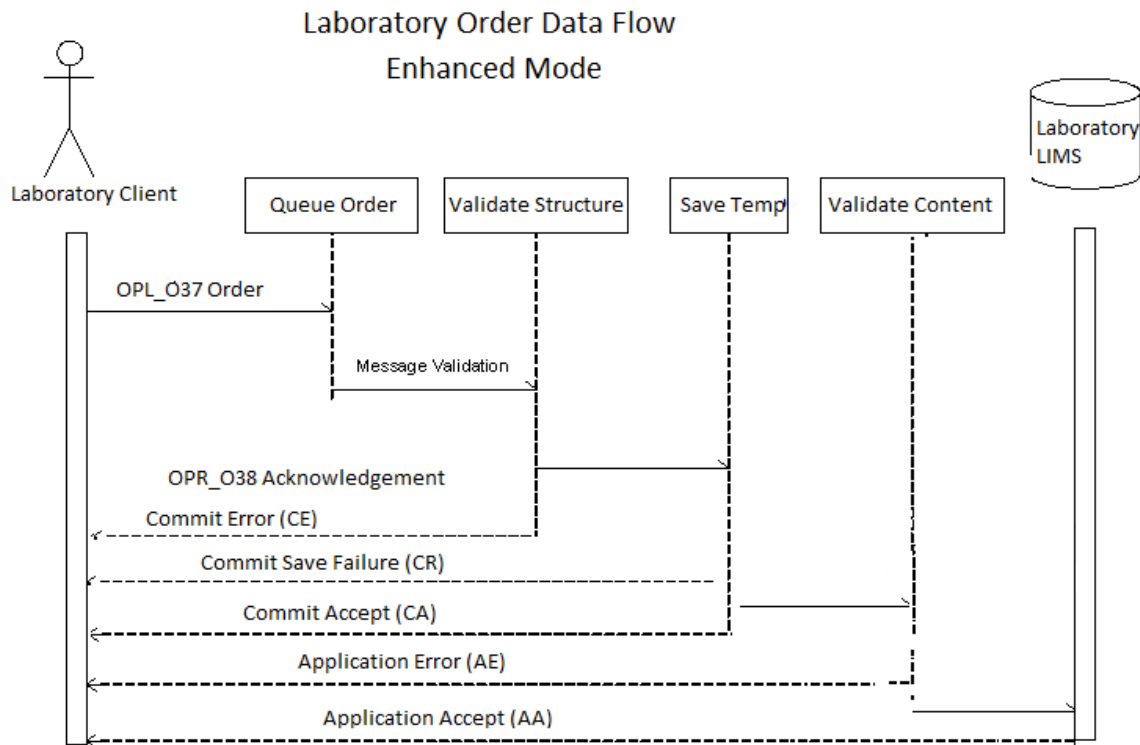 Laboratory Order Data Flow
Enhanced Mode
Laboratory
LIMS
Laboratory Client
Queue Order
Validate Structure
Save Temp
Validate Content
OPL_O37 Order
Message Validation
OPR_O38 Acknowledgement
Commit Error (CE)
Commit Save Failure (CR)
Commit Accept (CA)
Application Error (AE)
Application Accept (AA)